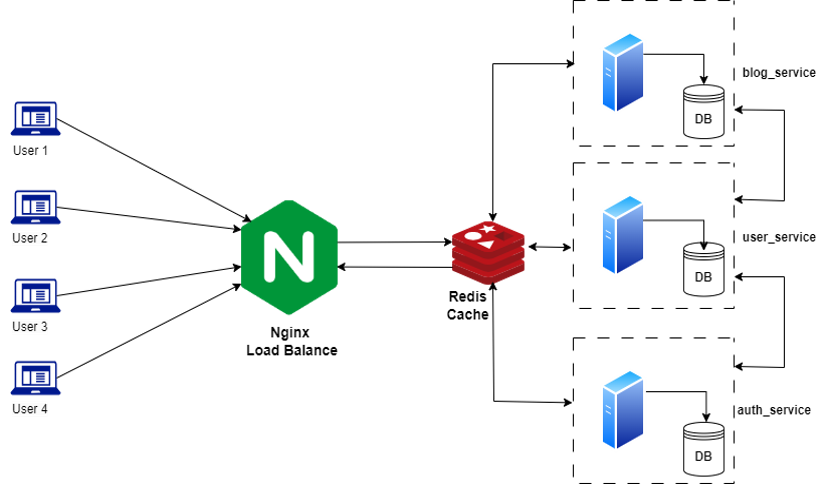 User 1
User 2
User 3
User 4
N
Nginx
Load Balance
Redis
Cache
DB
blog_service
DB
user_service
DB
auth_service